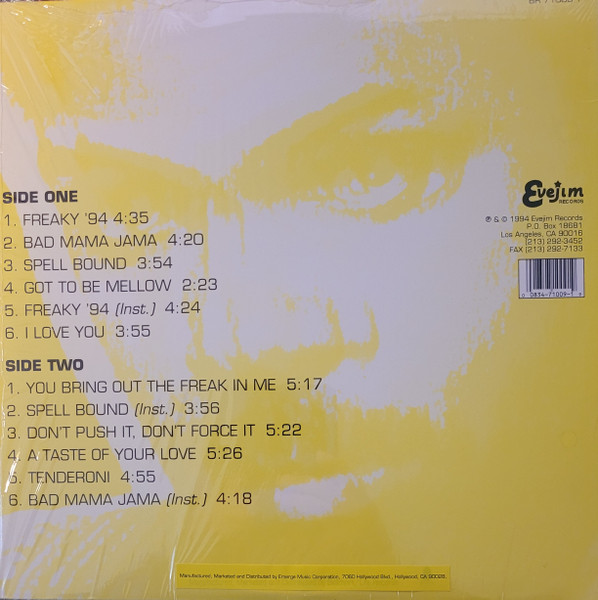 SIDE ONE
1. FREAKY '94 4:35
2. BAD MAMA JAMA 4:20
3. SPELL BOUND 3:54
4. GOT TO BE MELLOW 2:23
5. FREAKY '94 (Inst.) 4:24
6. I LOVE YOU 3:55
SIDE TWO
1. YOU BRING OUT THE FREAK IN ME 5:17
2. SPELL BOUND (Inst.) 3:56
3. DON'T PUSH IT, DON'T FORCE IT 5:22
4. A TASTE OF YOUR LOVE 5:26
5. TENDERONI 4:55
6. BAD MAMA JAMA (Inst.) 4:18
Evejim
RECORDS
℗ & © 1994 Evejim Records
P.O. Box 18681
Los Angeles, CA 90016
(213) 292-3452
FAX (213) 292-7133
0 0834-71009-1
Manufactured, Marketed and Distributed by Emerge Music Corporation, 7060 Hollywood Blvd., Hollywood, CA 90028.